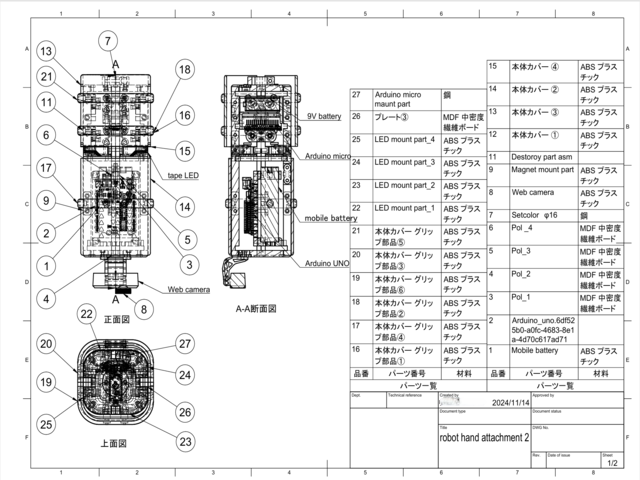 1 2 3 4 5 6 7 8
A
B
C
D
E
F
7
13
21
11
6
17
9
2
1
4
A
18
16
15
tape LED
14
5
3
Web camera
8
A
正面図
9V battery
Arduino micro
mobile battery
Arduino UNO
A-A断面図
22
20
19
25
27
24
26
23
上面図
27 Arduino micro maunt part 鋼
26 プレート③ MDF 中密度繊維ボード
25 LED mount part_4 ABS プラスチック
24 LED mount part_3 ABS プラスチック
23 LED mount part_2 ABS プラスチック
22 LED mount part_1 ABS プラスチック
21 本体カバー グリップ部品⑤ ABS プラスチック
20 本体カバー グリップ部品③ ABS プラスチック
19 本体カバー グリップ部品⑥ ABS プラスチック
18 本体カバー グリップ部品② ABS プラスチック
17 本体カバー グリップ部品④ ABS プラスチック
16 本体カバー グリップ部品① ABS プラスチック
品番 パーツ番号 材料
パーツ一覧
15 本体カバー ④ ABS プラスチック
14 本体カバー ② ABS プラスチック
13 本体カバー ③ ABS プラスチック
12 本体カバー ① ABS プラスチック
11 Destoroy part asm
9 Magnet mount part ABS プラスチック
8 Web camera ABS プラスチック
7 Setcolor φ16 鋼
6 Pol _4 MDF 中密度繊維ボード
5 Pol_3 MDF 中密度繊維ボード
4 Pol_2 MDF 中密度繊維ボード
3 Pol_1 MDF 中密度繊維ボード
2 Arduino_uno.6df525b0-a0fc-4683-8e1a-4d70c617ad71
1 Mobile battery ABS プラスチック
品番 パーツ番号 材料
パーツ一覧
Dept. Technical reference Created by 2024/11/14 Approved by
Document type Document status
Title DWG No.
robot hand attachment 2
Rev. Date of issue Sheet
1/2
A
B
C
D
E
F
1 2 3 4 5 6 7 8